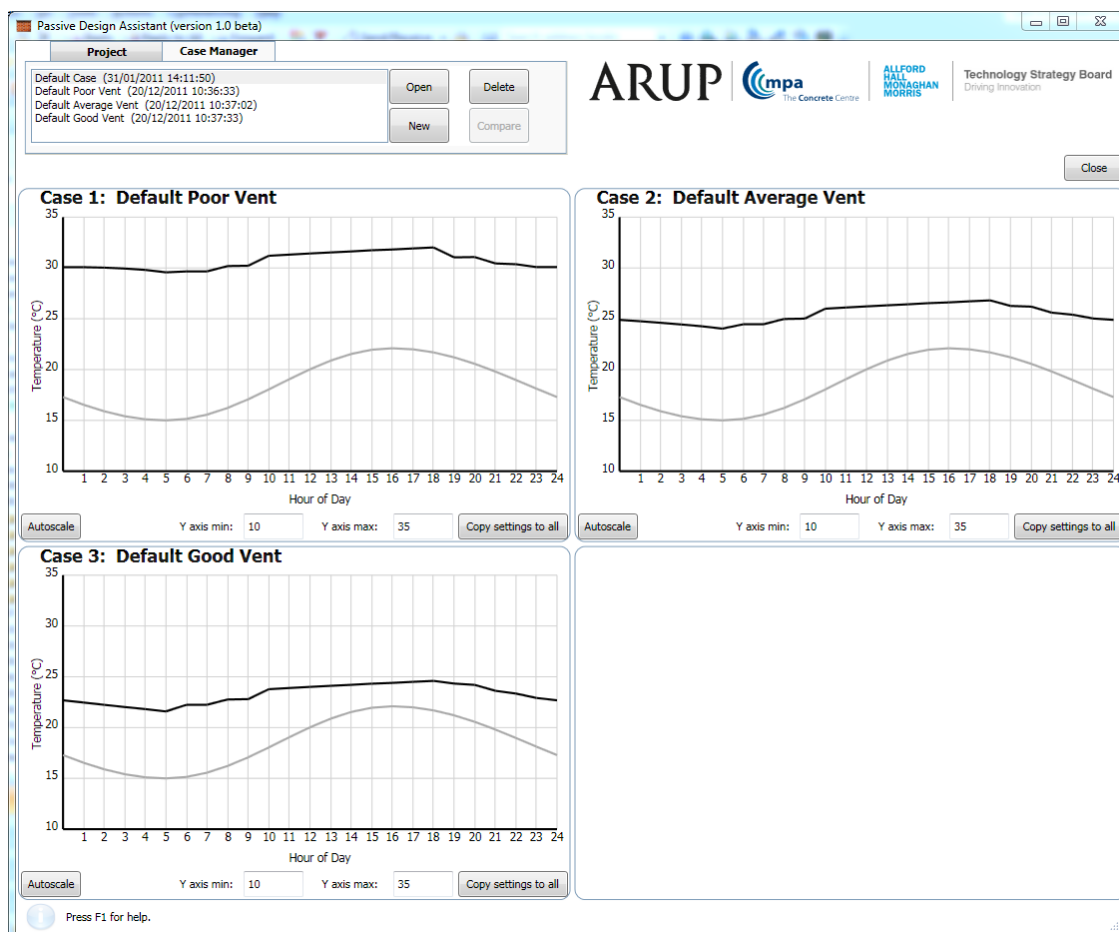 Passive Design Assistant (version 1.0 beta)
Project
Case Manager
Default Case (31/01/2011 14:11:50)
Default Poor Vent (20/12/2011 10:36:33)
Default Average Vent (20/12/2011 10:37:02)
Default Good Vent (20/12/2011 10:37:33)
Open
Delete
New
Compare
ARUP
mpa
The Concrete Centre
ALLFORD
HALL
MONAGHAN
MORRIS
Technology Strategy Board
Driving Innovation
Close
Case 1: Default Poor Vent
35
30
25
20
15
10
Temperature (°C)
1 2 3 4 5 6 7 8 9 10 11 12 13 14 15 16 17 18 19 20 21 22 23 24
Hour of Day
Autoscale
Y axis min: 10
Y axis max: 35
Copy settings to all
Case 2: Default Average Vent
35
30
25
20
15
10
Temperature (°C)
1 2 3 4 5 6 7 8 9 10 11 12 13 14 15 16 17 18 19 20 21 22 23 24
Hour of Day
Autoscale
Y axis min: 10
Y axis max: 35
Copy settings to all
Case 3: Default Good Vent
35
30
25
20
15
10
Temperature (°C)
1 2 3 4 5 6 7 8 9 10 11 12 13 14 15 16 17 18 19 20 21 22 23 24
Hour of Day
Autoscale
Y axis min: 10
Y axis max: 35
Copy settings to all
Press F1 for help.